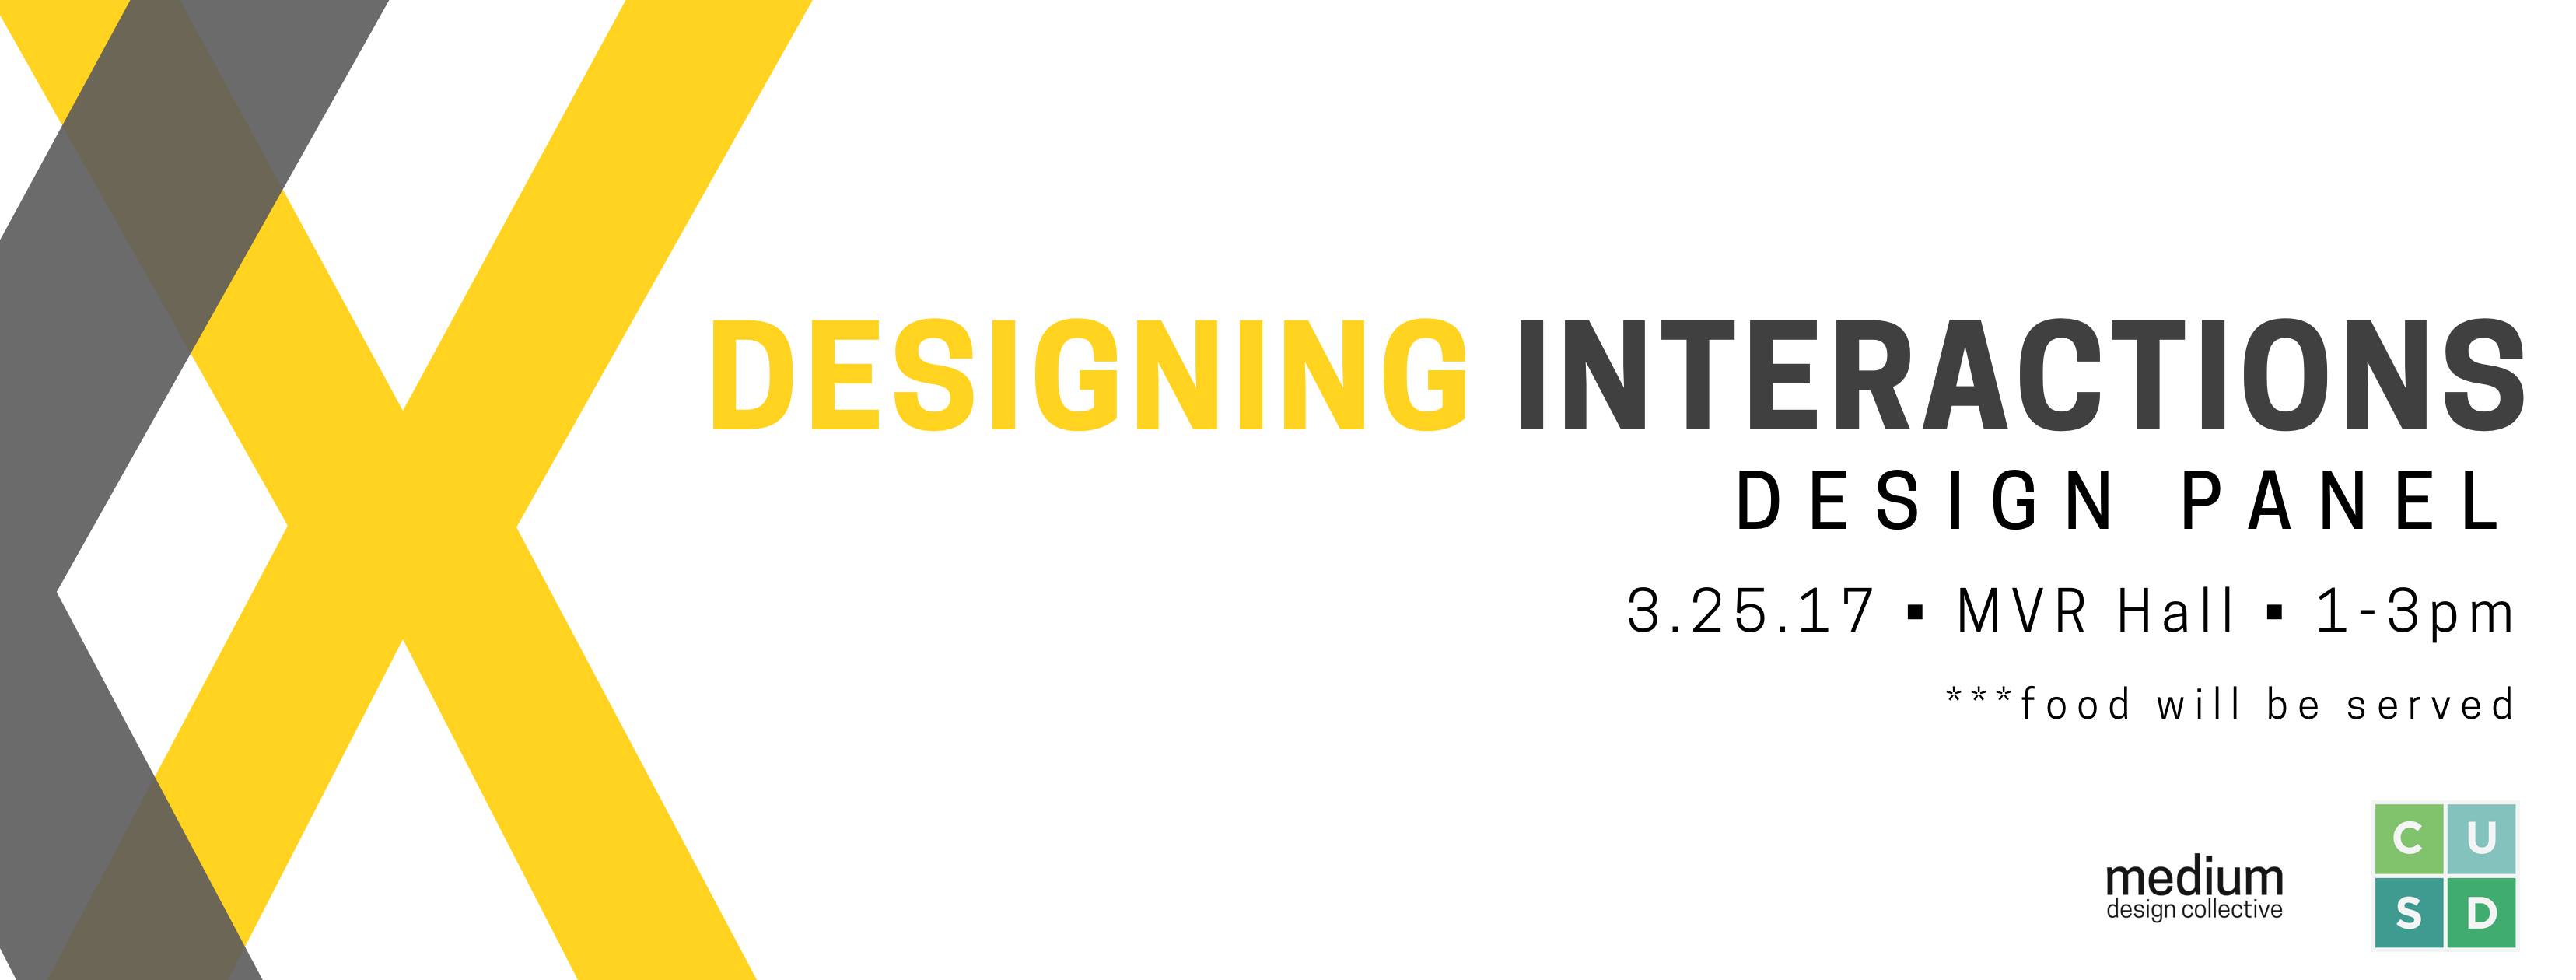 DESIGNING INTERACTIONS
DESIGN PANEL
3.25.17 ▪ MVR Hall ▪ 1-3pm
***food will be served
medium
design collective
C U
S D